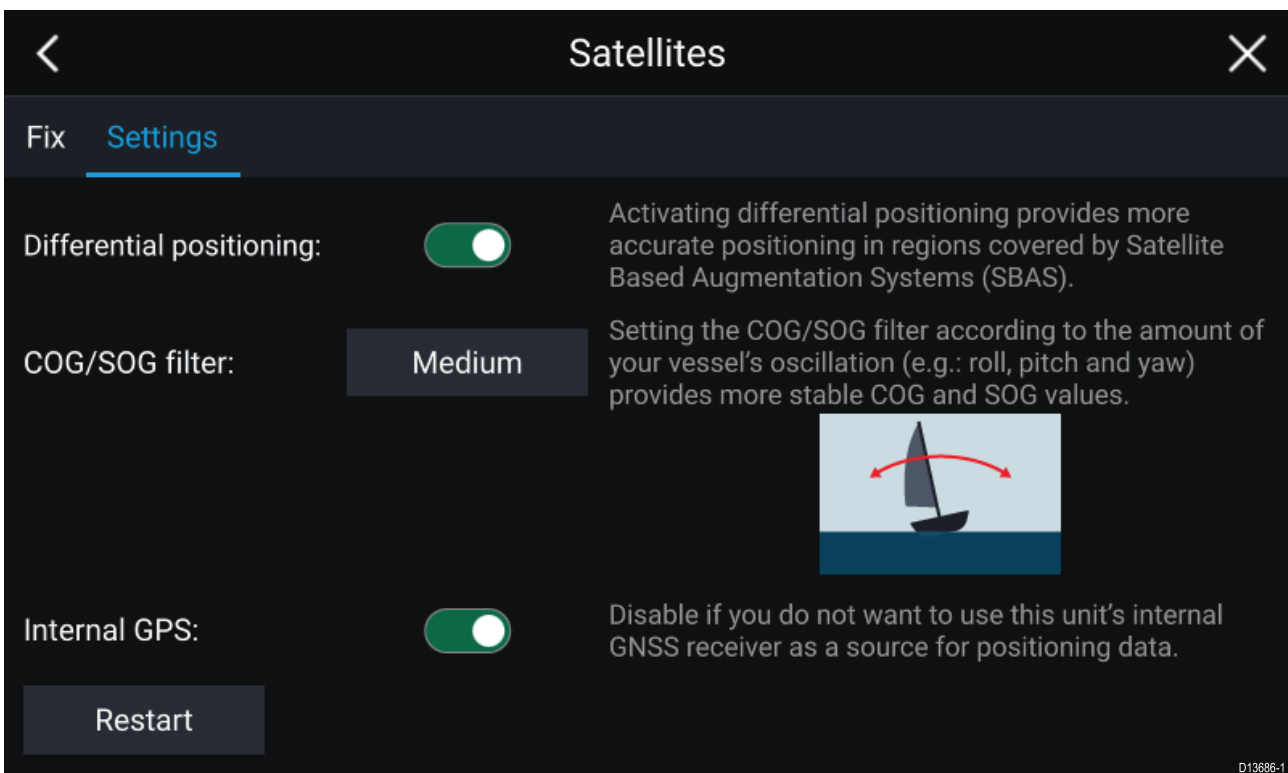 Satellites
Fix Settings
Differential positioning:
Activating differential positioning provides more
accurate positioning in regions covered by Satellite
Based Augmentation Systems (SBAS).
COG/SOG filter:
Medium
Setting the COG/SOG filter according to the amount of
your vessel's oscillation (e.g.: roll, pitch and yaw)
provides more stable COG and SOG values.
Internal GPS:
Disable if you do not want to use this unit's internal
GNSS receiver as a source for positioning data.
Restart
D13686-1